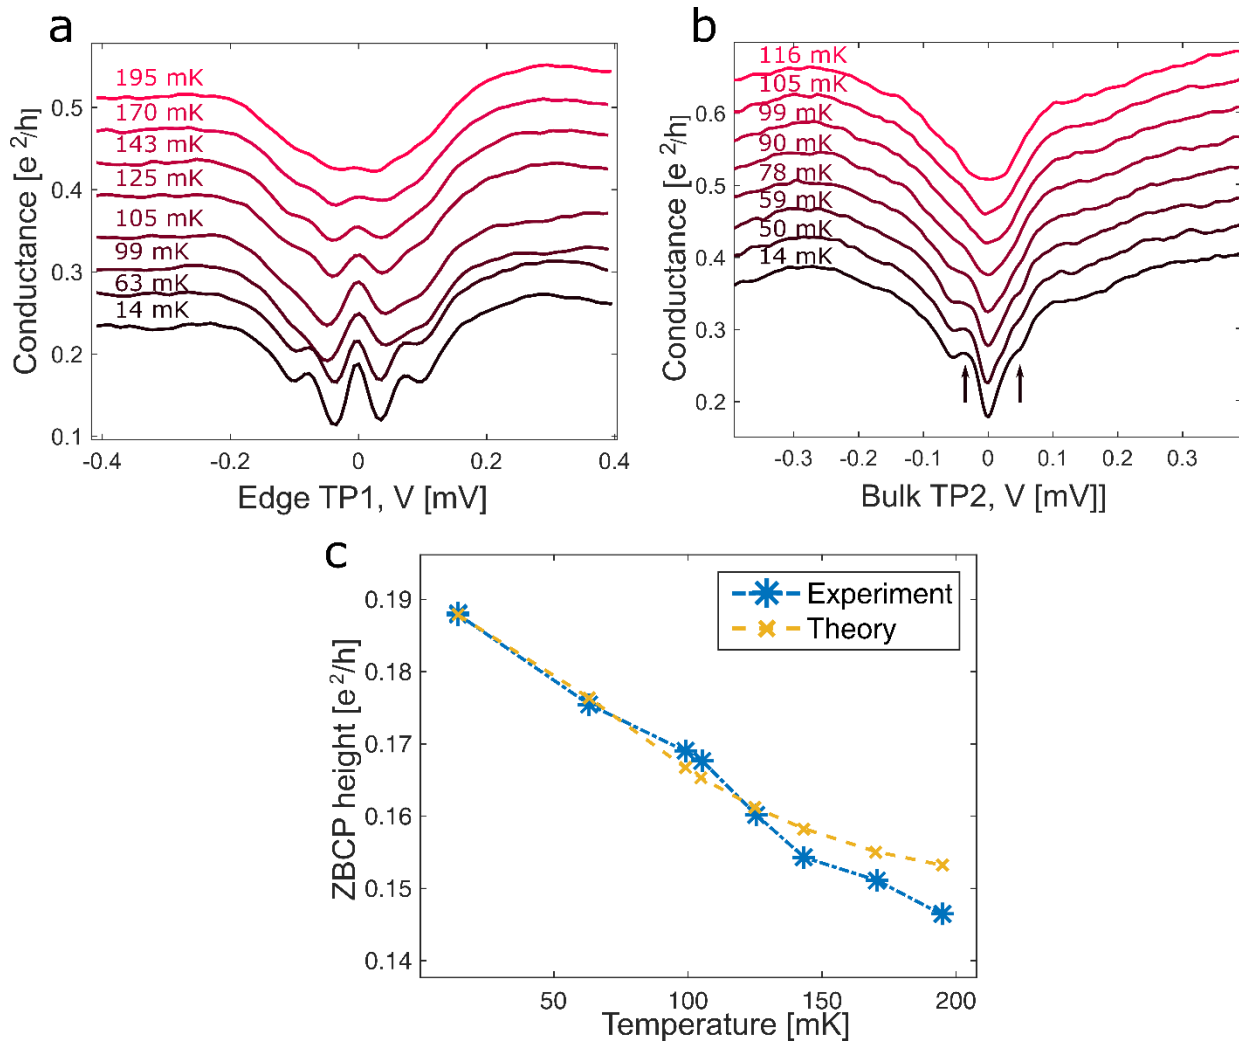 a
195 mK
170 mK
143 mK
125 mK
105 mK
99 mK
63 mK
14 mK
0.5
0.4
0.3
0.2
0.1
-0.4
-0.2
0
0.2
0.4
Conductance [e²/h]
Edge TP1, V [mV]
b
116 mK
105 mK
99 mK
90 mK
78 mK
59 mK
50 mK
14 mK
0.6
0.5
0.4
0.3
0.2
-0.3
-0.2
-0.1
0
0.1
0.2
0.3
Conductance [e²/h]
Bulk TP2, V [mV]]
c
Experiment
Theory
0.19
0.18
0.17
0.16
0.15
0.14
50
100
150
200
ZBCP height [e²/h]
Temperature [mK]